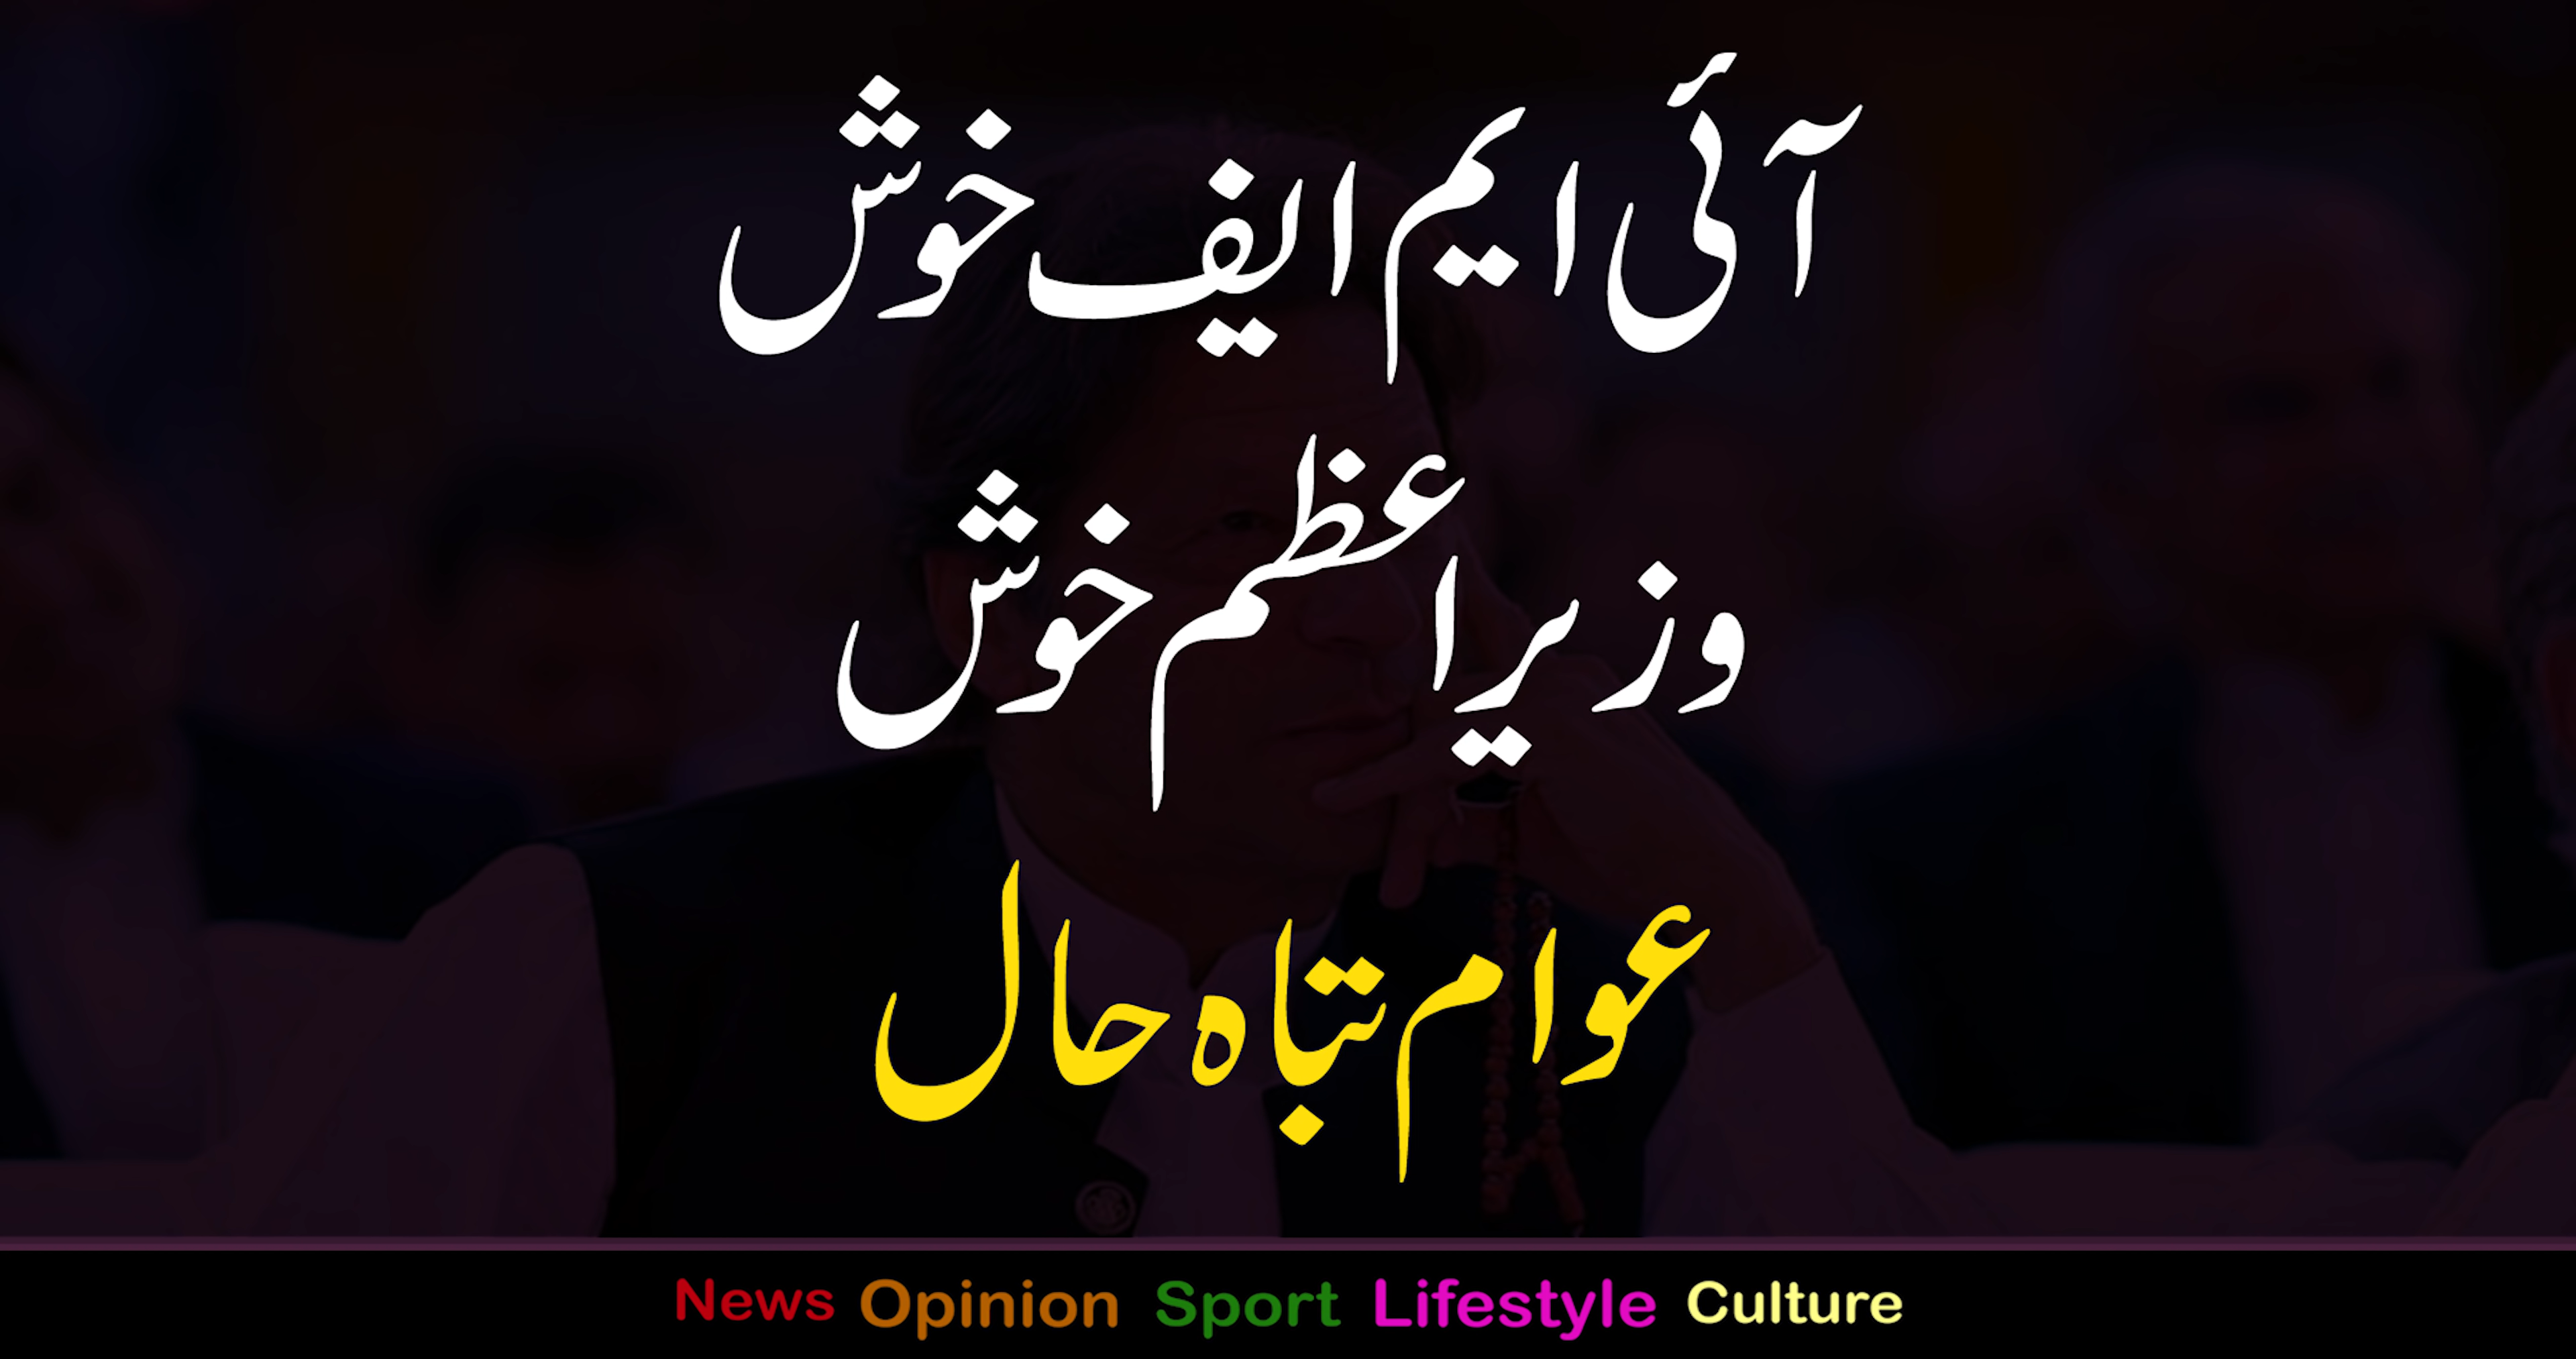 آئی ایم ایف خوش
وزیراعظم خوش
عوام تباہ حال
News Opinion Sport Lifestyle Culture